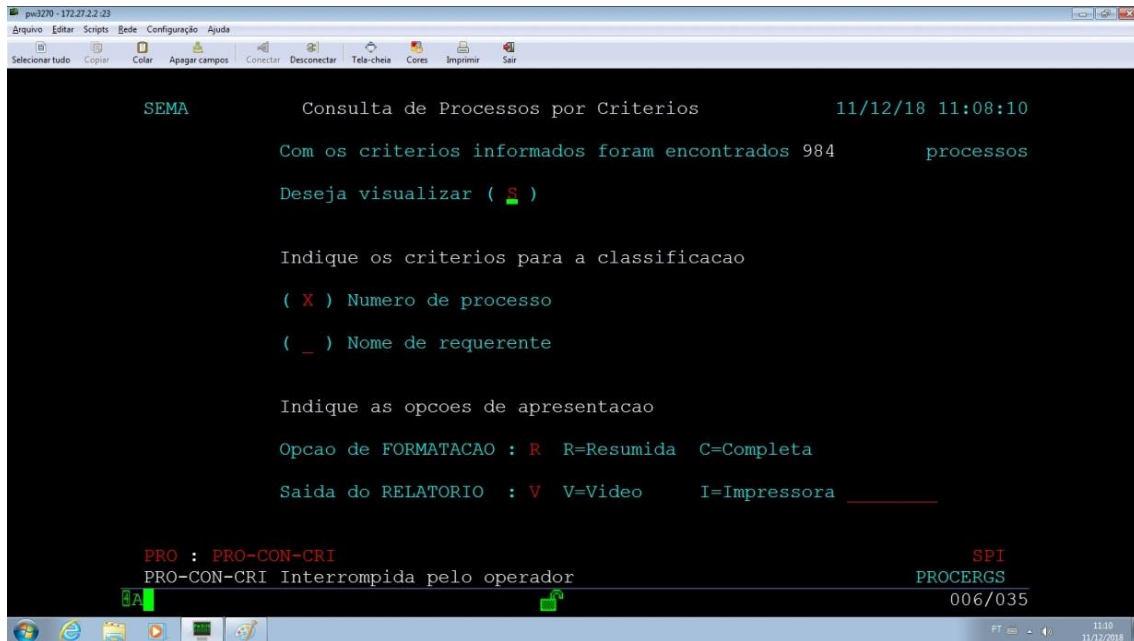 pw3270 - 172.27.2.2:23
Arquivo Editar Scripts Rede Configuração Ajuda
Selecionar tudo Copiar Colar Apagar campos Conectar Desconectar Tela-cheia Cores Imprimir Sair
SEMA Consulta de Processos por Criterios 11/12/18 11:08:10
Com os criterios informados foram encontrados 984 processos
Deseja visualizar ( S )
Indique os criterios para a classificacao
( X ) Numero de processo
( _ ) Nome de requerente
Indique as opcoes de apresentacao
Opcao de FORMATACAO : R R=Resumida C=Completa
Saida do RELATORIO : V V=Video I=Impressora ________
PRO : PRO-CON-CRI SPI
PRO-CON-CRI Interrompida pelo operador PROCERGS
4A 006/035
PT 11:10
11/12/2018